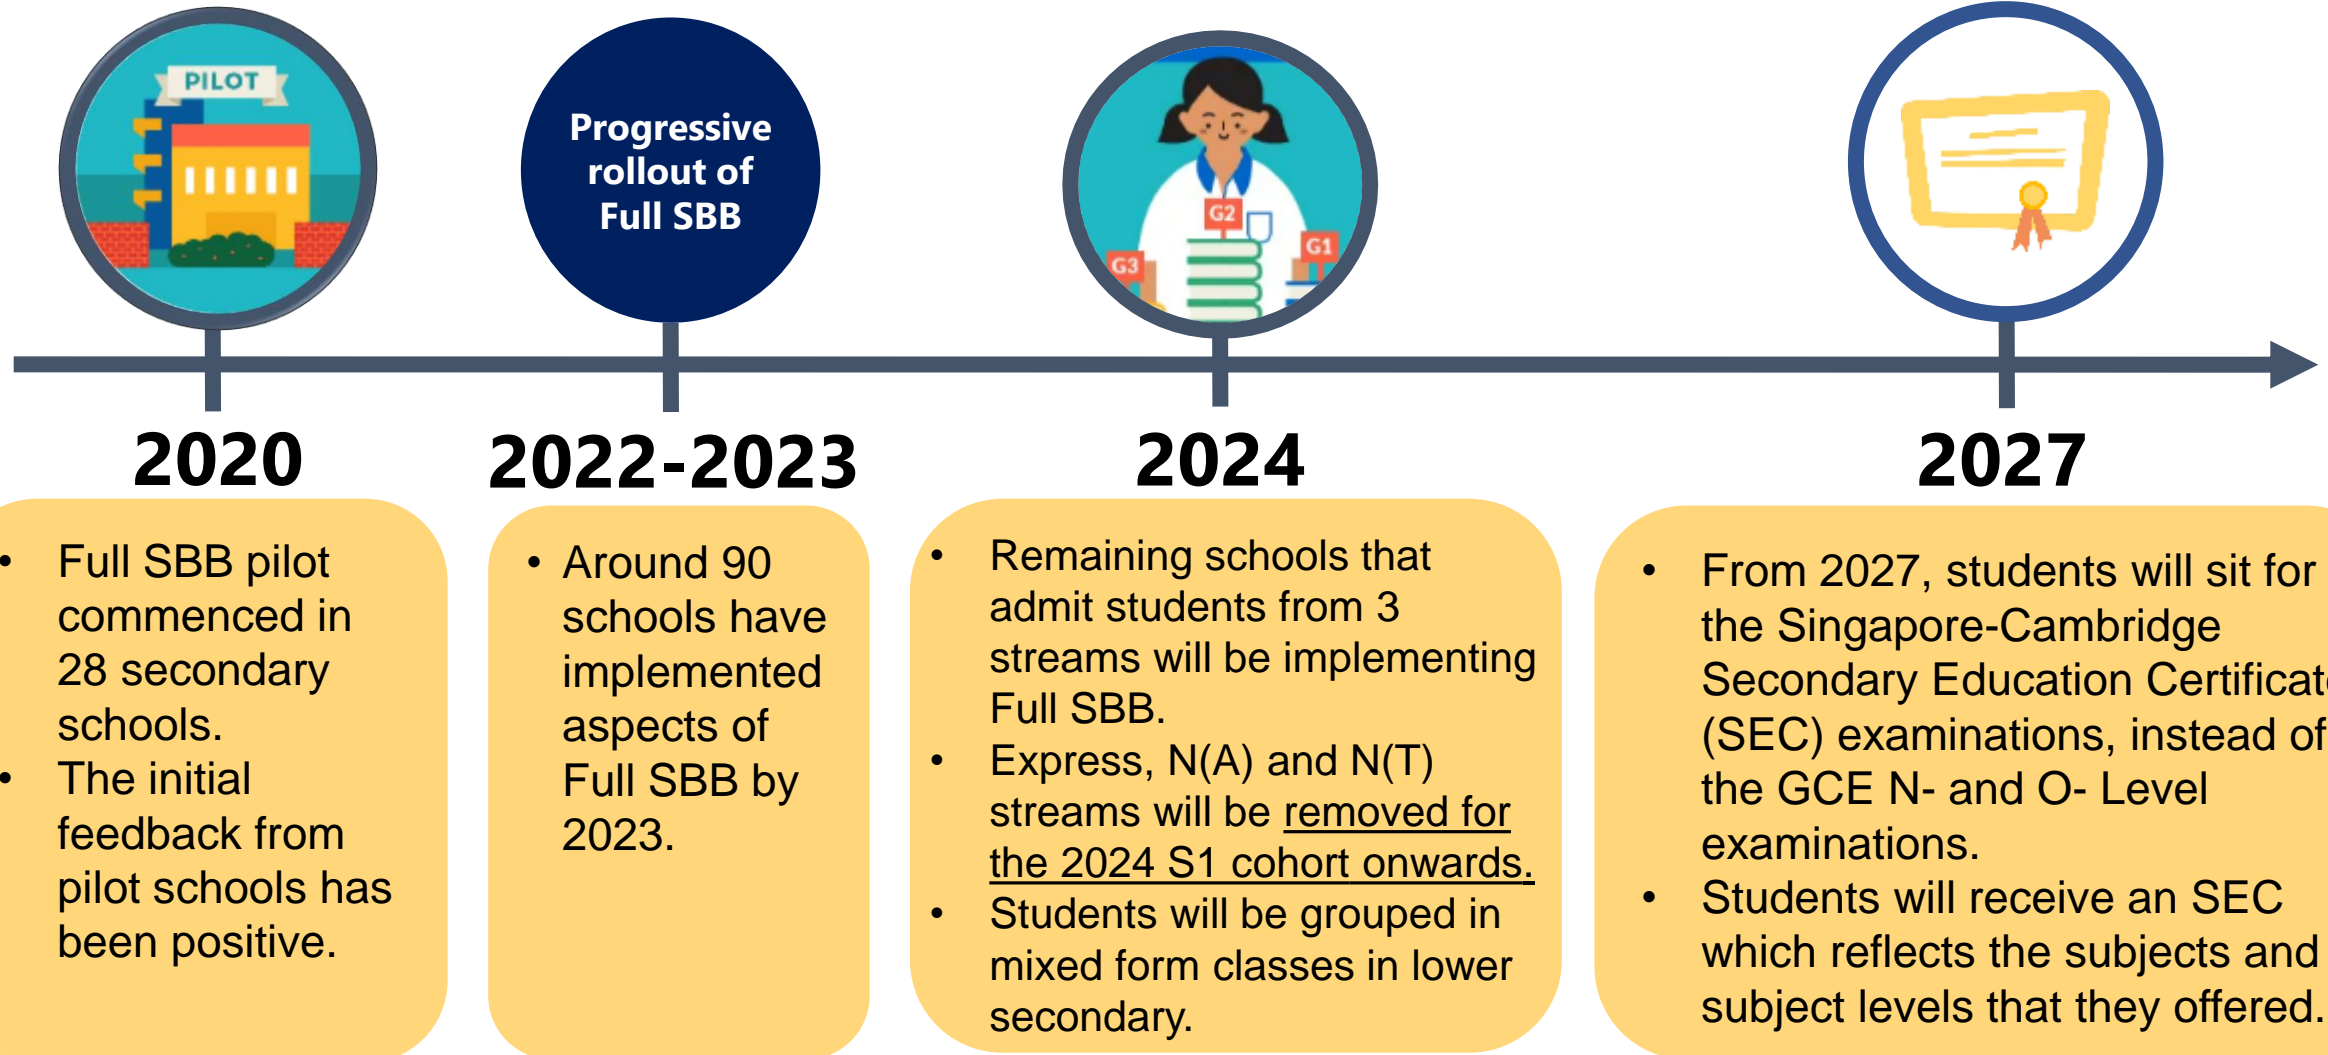 PILOT
Progressive
rollout of
Full SBB
G2
G1
G3
2020
2022-2023
2024
2027
• Full SBB pilot
commenced in
28 secondary
schools.
• The initial
feedback from
pilot schools has
been positive.
• Around 90
schools have
implemented
aspects of
Full SBB by
2023.
• Remaining schools that
admit students from 3
streams will be implementing
Full SBB.
• Express, N(A) and N(T)
streams will be removed for
the 2024 S1 cohort onwards.
• Students will be grouped in
mixed form classes in lower
secondary.
• From 2027, students will sit for
the Singapore-Cambridge
Secondary Education Certificate
(SEC) examinations, instead of
the GCE N- and O- Level
examinations.
• Students will receive an SEC
which reflects the subjects and
subject levels that they offered.